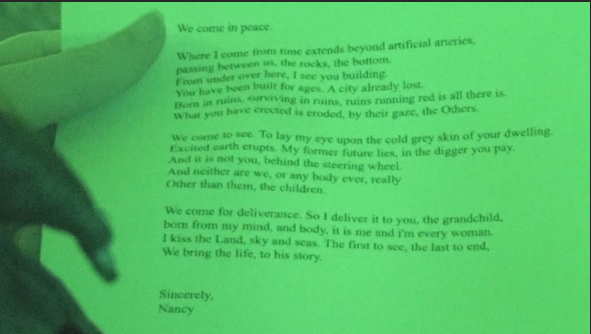 We come in peace.
Where I come from time extends beyond artificial arteries,
passing between us, the rocks, the bottom.
From under over here, I see you building.
You have been built for ages. A city already lost.
Born in ruins, surviving in ruins, ruins running red is all there is.
What you have erected is eroded, by their gaze, the Others.
We come to see. To lay my eye upon the cold grey skin of your dwelling.
Excited earth erupts. My former future lies, in the digger you pay.
And it is not you, behind the steering wheel.
And neither are we, or any body ever, really
Other than them, the children.
We come for deliverance. So I deliver it to you, the grandchild,
born from my mind, and body, it is me and i'm every woman.
I kiss the Land, sky and seas. The first to see, the last to end,
We bring the life, to his story.
Sincerely,
Nancy